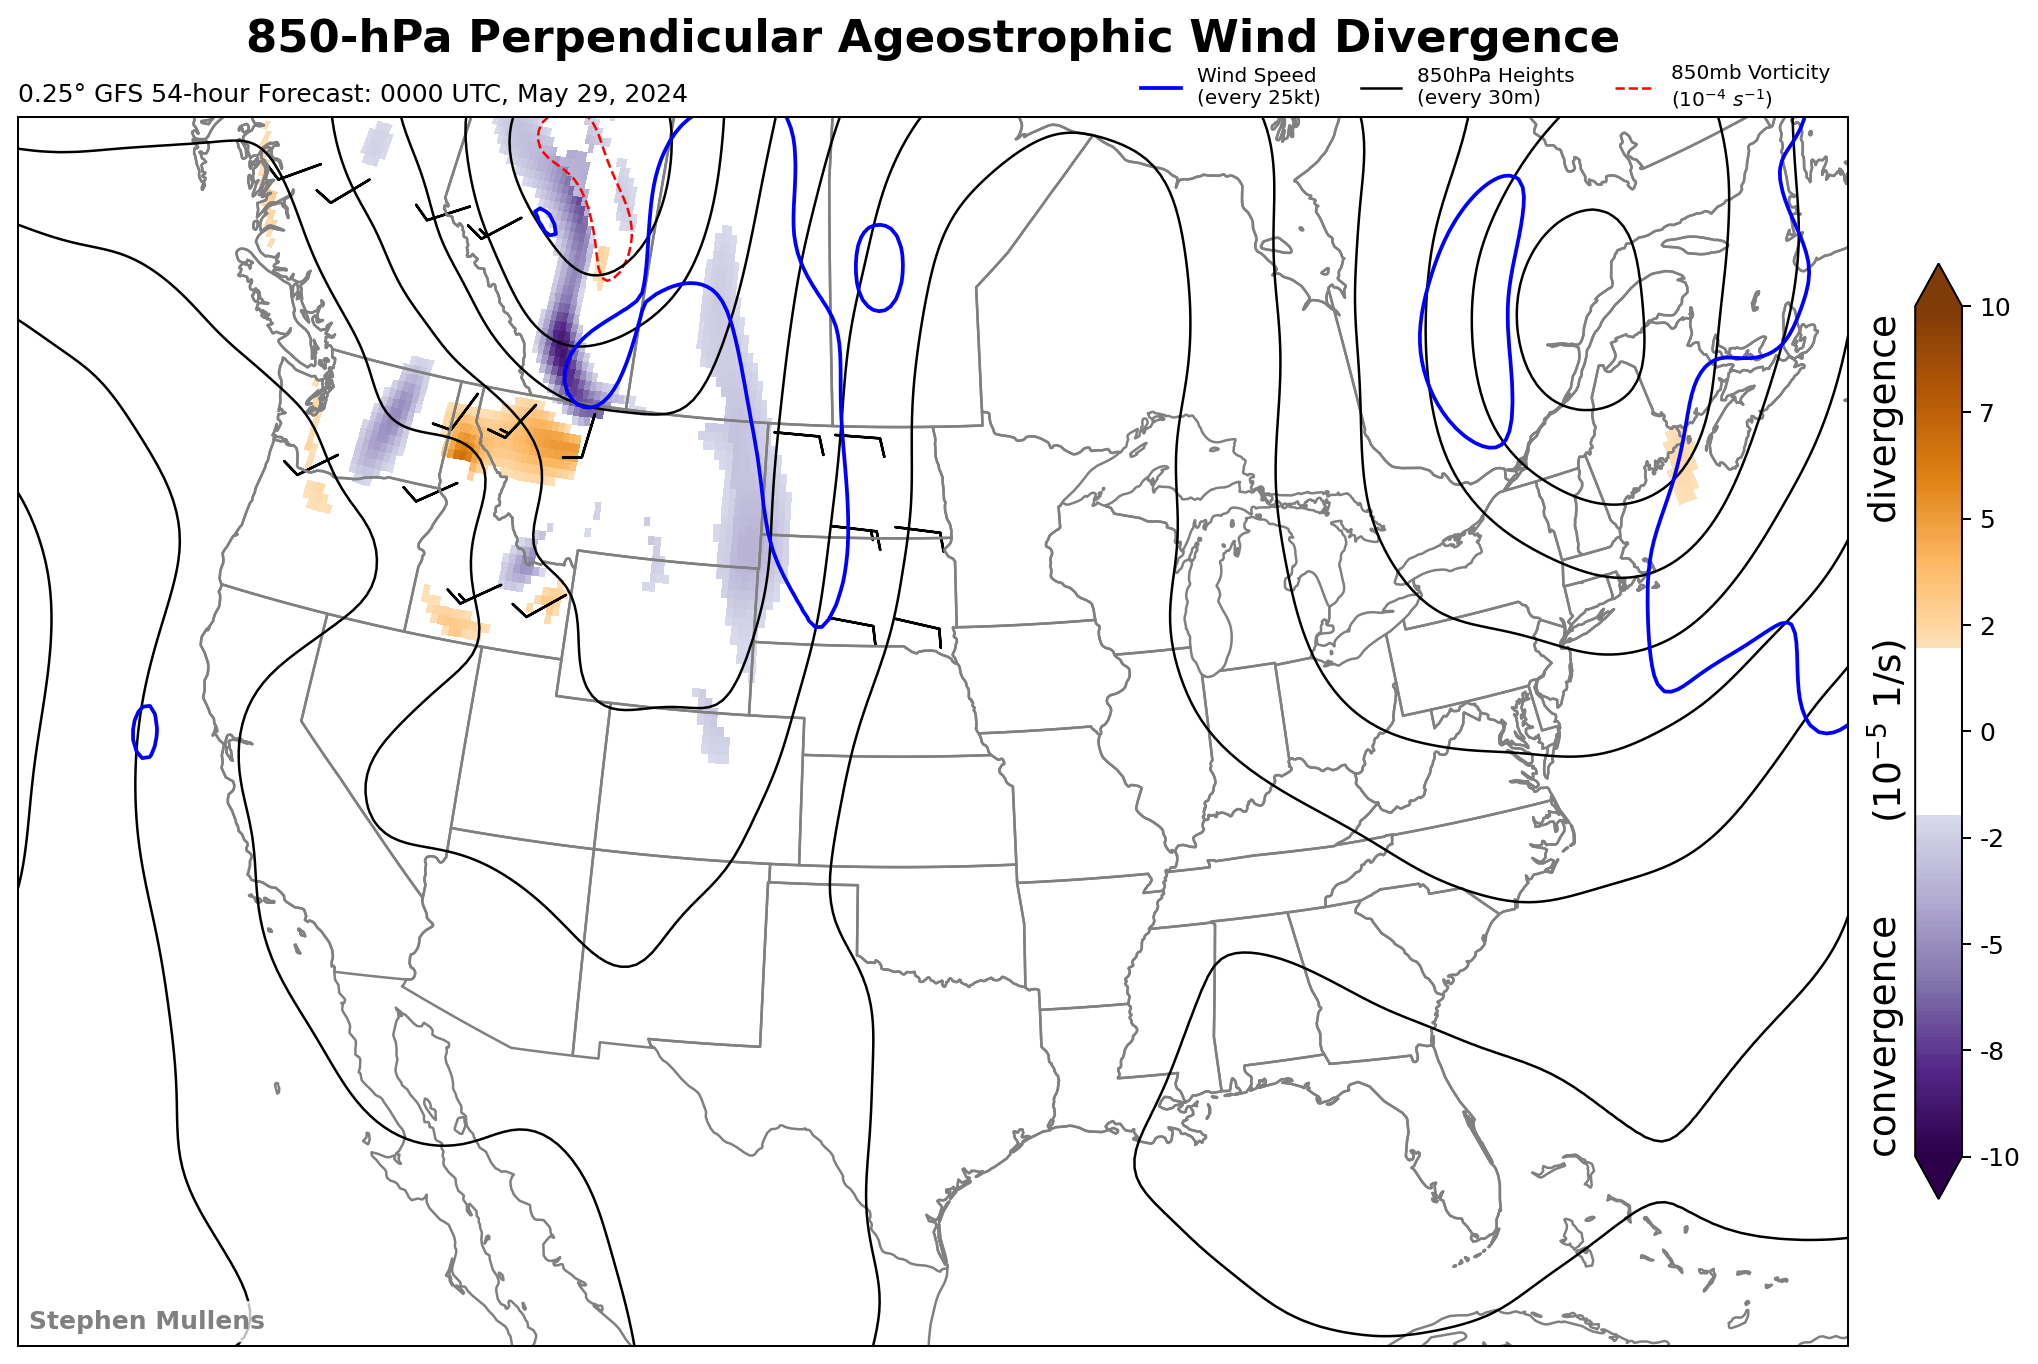 850-hPa Perpendicular Ageostrophic Wind Divergence
0.25° GFS 54-hour Forecast: 0000 UTC, May 29, 2024
Wind Speed
(every 25kt)
850hPa Heights
(every 30m)
850mb Vorticity
(10⁻⁴ s⁻¹)
10
7
5
2
0
-2
-5
-8
-10
convergence (10⁻⁵ 1/s) divergence
Stephen Mullens